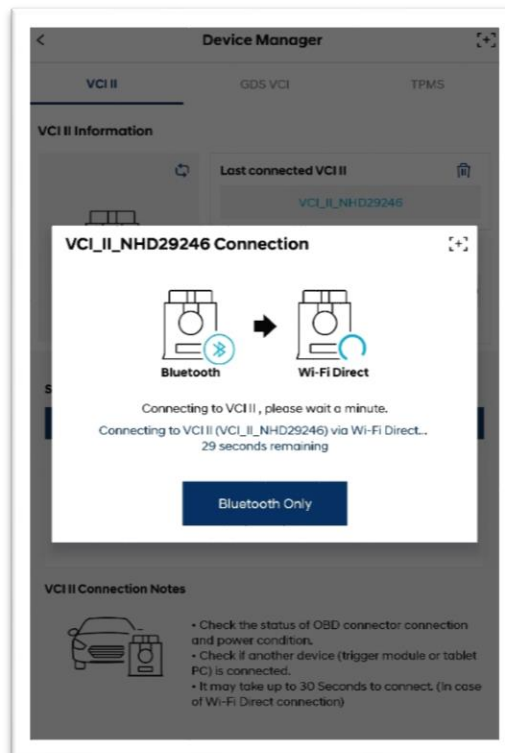 Device Manager
VCI II
GDS VCI
TPMS
VCI II Information
Last connected VCI II
VCI_II_NHD29246
VCI_II_NHD29246 Connection
Bluetooth
Wi-Fi Direct
Connecting to VCI II , please wait a minute.
Connecting to VCI II (VCI_II_NHD29246) via Wi-Fi Direct...
29 seconds remaining
Bluetooth Only
VCI II Connection Notes
• Check the status of OBD connector connection
and power condition.
• Check if another device (trigger module or tablet
PC) is connected.
• It may take up to 30 Seconds to connect. (In case
of Wi-Fi Direct connection)